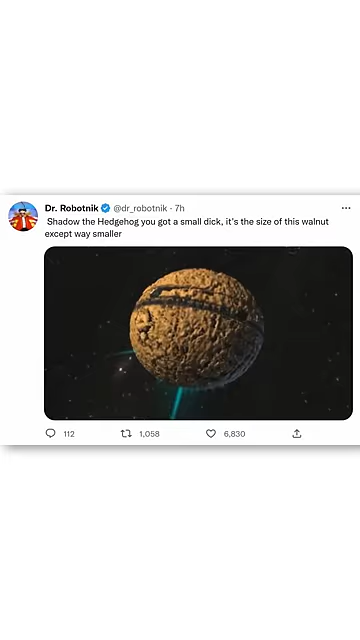 Dr. Robotnik @dr_robotnik · 7h
Shadow the Hedgehog you got a small dick, it's the size of this walnut
except way smaller
112 1,058 6,830